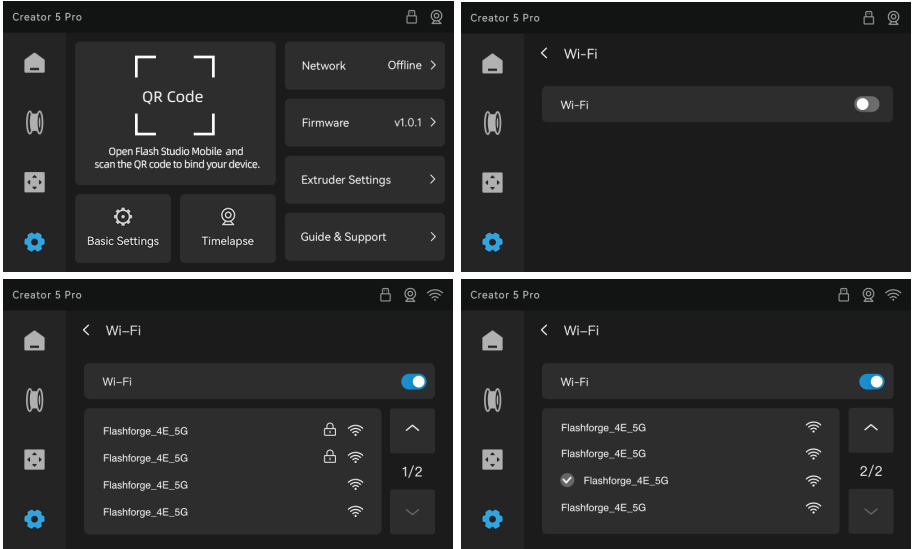 Creator 5 Pro
QR Code
Open Flash Studio Mobile and
scan the QR code to bind your device.
Basic Settings
Timelapse
Network Offline
Firmware v1.0.1
Extruder Settings
Guide & Support
Creator 5 Pro
Wi-Fi
Wi-Fi
Creator 5 Pro
Wi-Fi
Wi-Fi
Flashforge_4E_5G
Flashforge_4E_5G
Flashforge_4E_5G
Flashforge_4E_5G
1/2
Creator 5 Pro
Wi-Fi
Wi-Fi
Flashforge_4E_5G
Flashforge_4E_5G
Flashforge_4E_5G
Flashforge_4E_5G
2/2